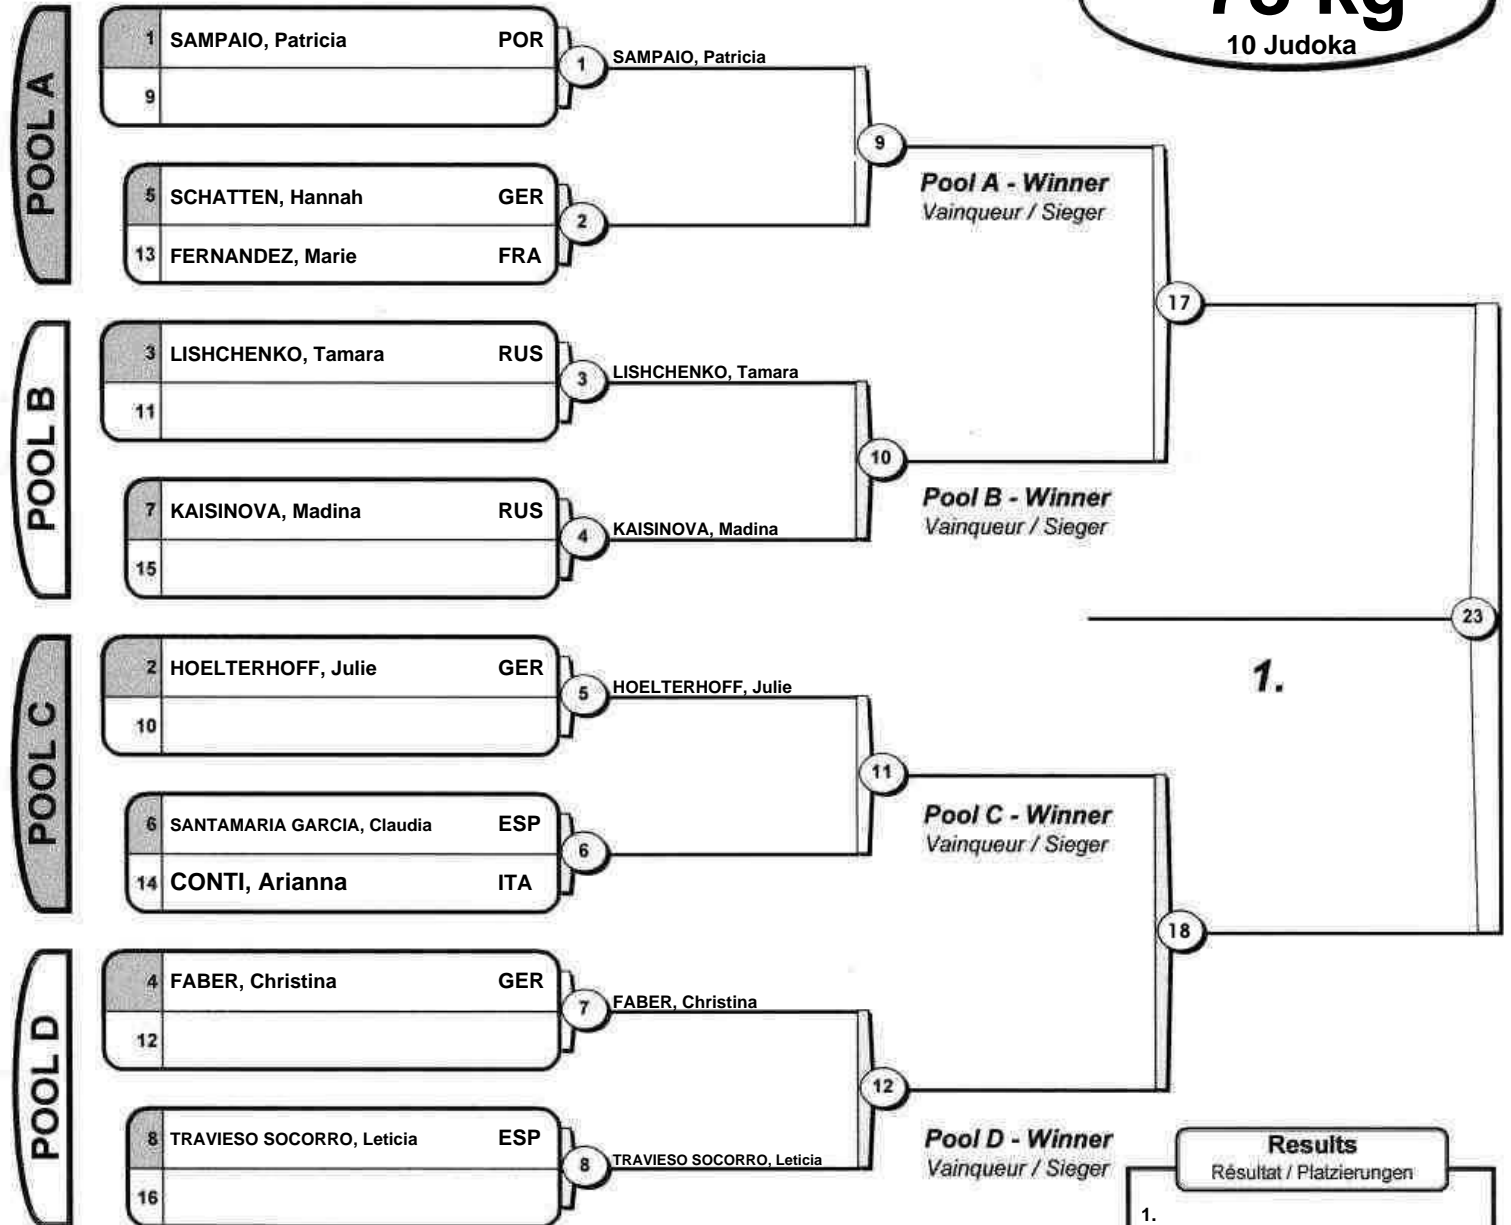 78 kg
10 Judoka
POOL A
1 SAMPAIO, Patricia POR
9
1 SAMPAIO, Patricia
5 SCHATTEN, Hannah GER
13 FERNANDEZ, Marie FRA
2
9
Pool A - Winner
Vainqueur / Sieger
POOL B
3 LISHCHENKO, Tamara RUS
11
3 LISHCHENKO, Tamara
7 KAISINOVA, Madina RUS
15
4 KAISINOVA, Madina
10
Pool B - Winner
Vainqueur / Sieger
17
23
1.
POOL C
2 HOELTERHOFF, Julie GER
10
5 HOELTERHOFF, Julie
6 SANTAMARIA GARCIA, Claudia ESP
14 CONTI, Arianna ITA
6
11
Pool C - Winner
Vainqueur / Sieger
18
POOL D
4 FABER, Christina GER
12
7 FABER, Christina
8 TRAVIESO SOCORRO, Leticia ESP
16
8 TRAVIESO SOCORRO, Leticia
12
Pool D - Winner
Vainqueur / Sieger
Results
Résultat / Platzierungen
1.